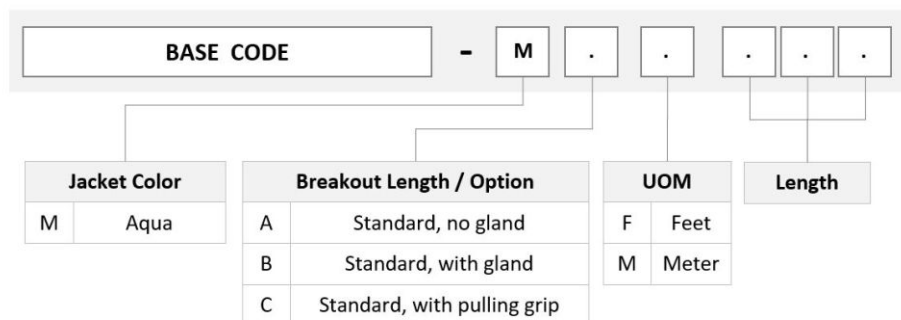 BASE CODE - M . . . . .
Jacket Color
M Aqua
Breakout Length / Option
A Standard, no gland
B Standard, with gland
C Standard, with pulling grip
UOM
F Feet
M Meter
Length